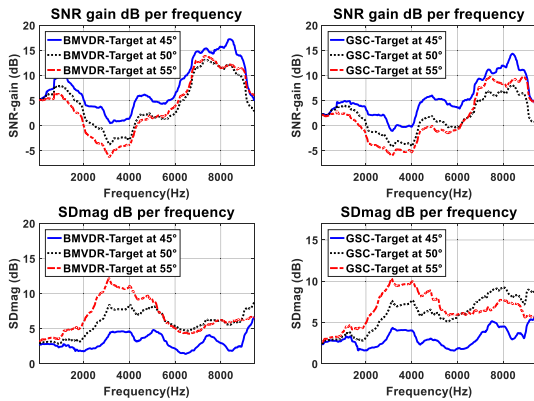 SNR gain dB per frequency
BMVDR-Target at 45°
BMVDR-Target at 50°
BMVDR-Target at 55°
SNR-gain (dB)
20
15
10
5
0
-5
2000 4000 6000 8000
Frequency(Hz)
SNR gain dB per frequency
GSC-Target at 45°
GSC-Target at 50°
GSC-Target at 55°
SNR-gain (dB)
20
15
10
5
0
-5
2000 4000 6000 8000
Frequency(Hz)
SDmag dB per frequency
BMVDR-Target at 45°
BMVDR-Target at 50°
BMVDR-Target at 55°
SDmag (dB)
20
15
10
5
0
2000 4000 6000 8000
Frequency(Hz)
SDmag dB per frequency
GSC-Target at 45°
GSC-Target at 50°
GSC-Target at 55°
SDmag (dB)
15
10
5
0
2000 4000 6000 8000
Frequency(Hz)